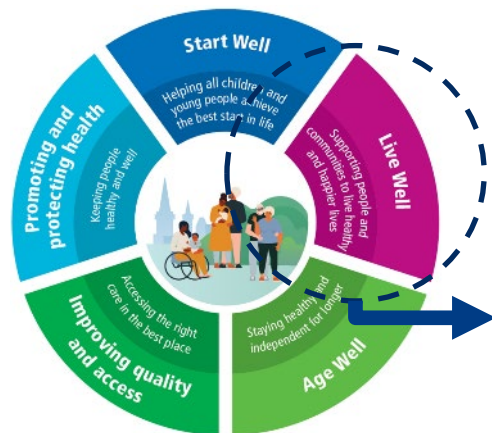 Start Well
Helping all children and
young people achieve
the best start in life
Live Well
Supporting people and
communities to live healthy
and happier lives
Age Well
Staying healthy and
independent for longer
Improving quality
and access
Accessing the right
care in the best place
Promoting and
protecting health
Keeping people
healthy and well